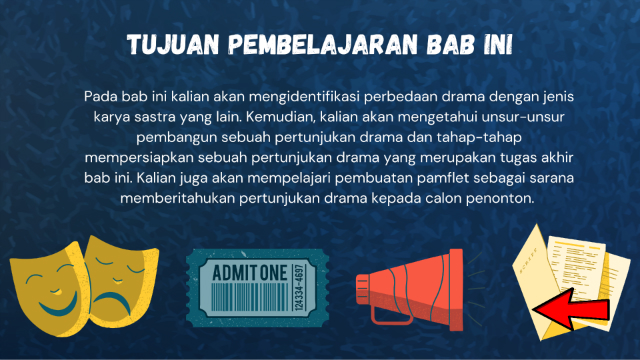 TUJUAN PEMBELAJARAN BAB INI
Pada bab ini kalian akan mengidentifikasi perbedaan drama dengan jenis
karya sastra yang lain. Kemudian, kalian akan mengetahui unsur-unsur
pembangun sebuah pertunjukan drama dan tahap-tahap
mempersiapkan sebuah pertunjukan drama yang merupakan tugas akhir
bab ini. Kalian juga akan mempelajari pembuatan pamflet sebagai sarana
memberitahukan pertunjukan drama kepada calon penonton.
ADMIT ONE
124334-4697